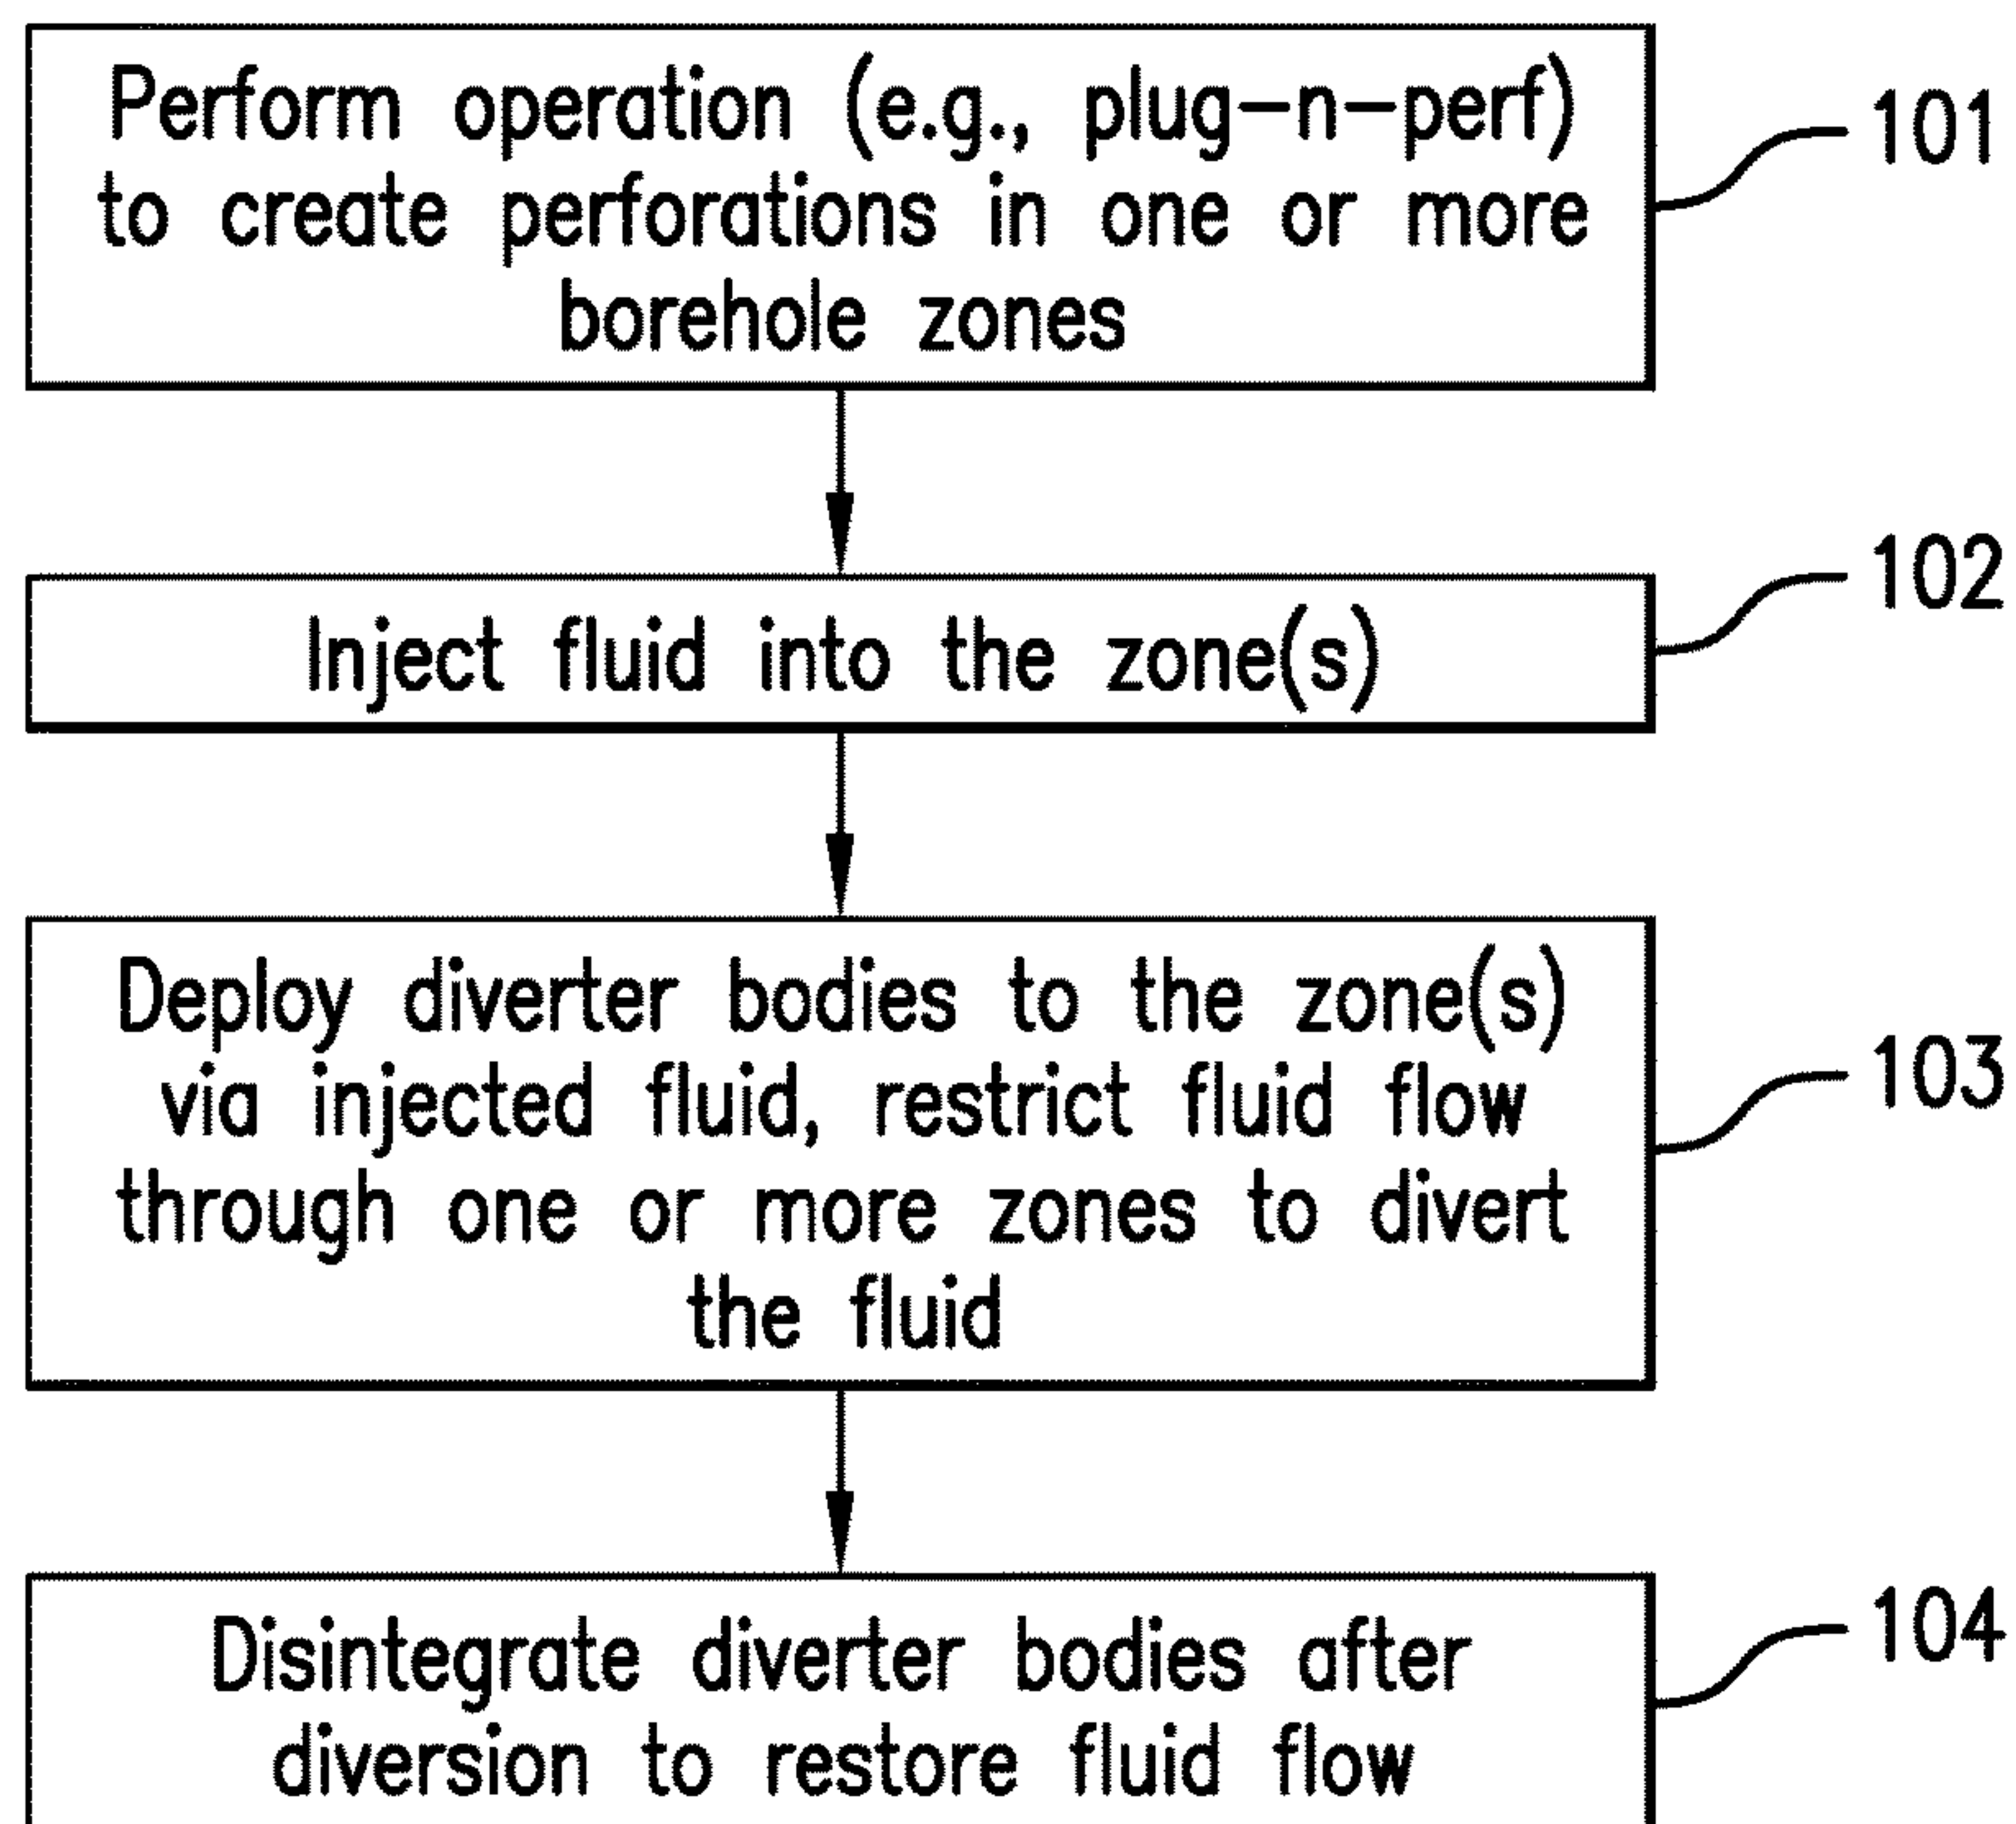 Perform operation (e.g., plug-n-perf)
to create perforations in one or more
borehole zones
101
Inject fluid into the zone(s)
102
Deploy diverter bodies to the zone(s)
via injected fluid, restrict fluid flow
through one or more zones to divert
the fluid
103
Disintegrate diverter bodies after
diversion to restore fluid flow
104